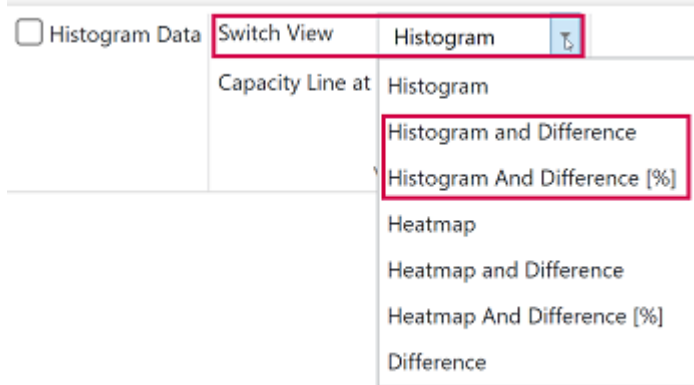 Histogram Data Switch View Histogram
Capacity Line at Histogram
Histogram and Difference
Histogram And Difference [%]
Heatmap
Heatmap and Difference
Heatmap And Difference [%]
Difference